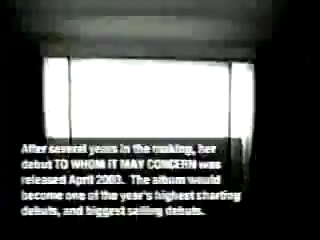 After several years in the making, her
debut TO WHOM IT MAY CONCERN was
released April 2003. The album would
become one of the year's highest charting
debuts, and biggest selling debuts.